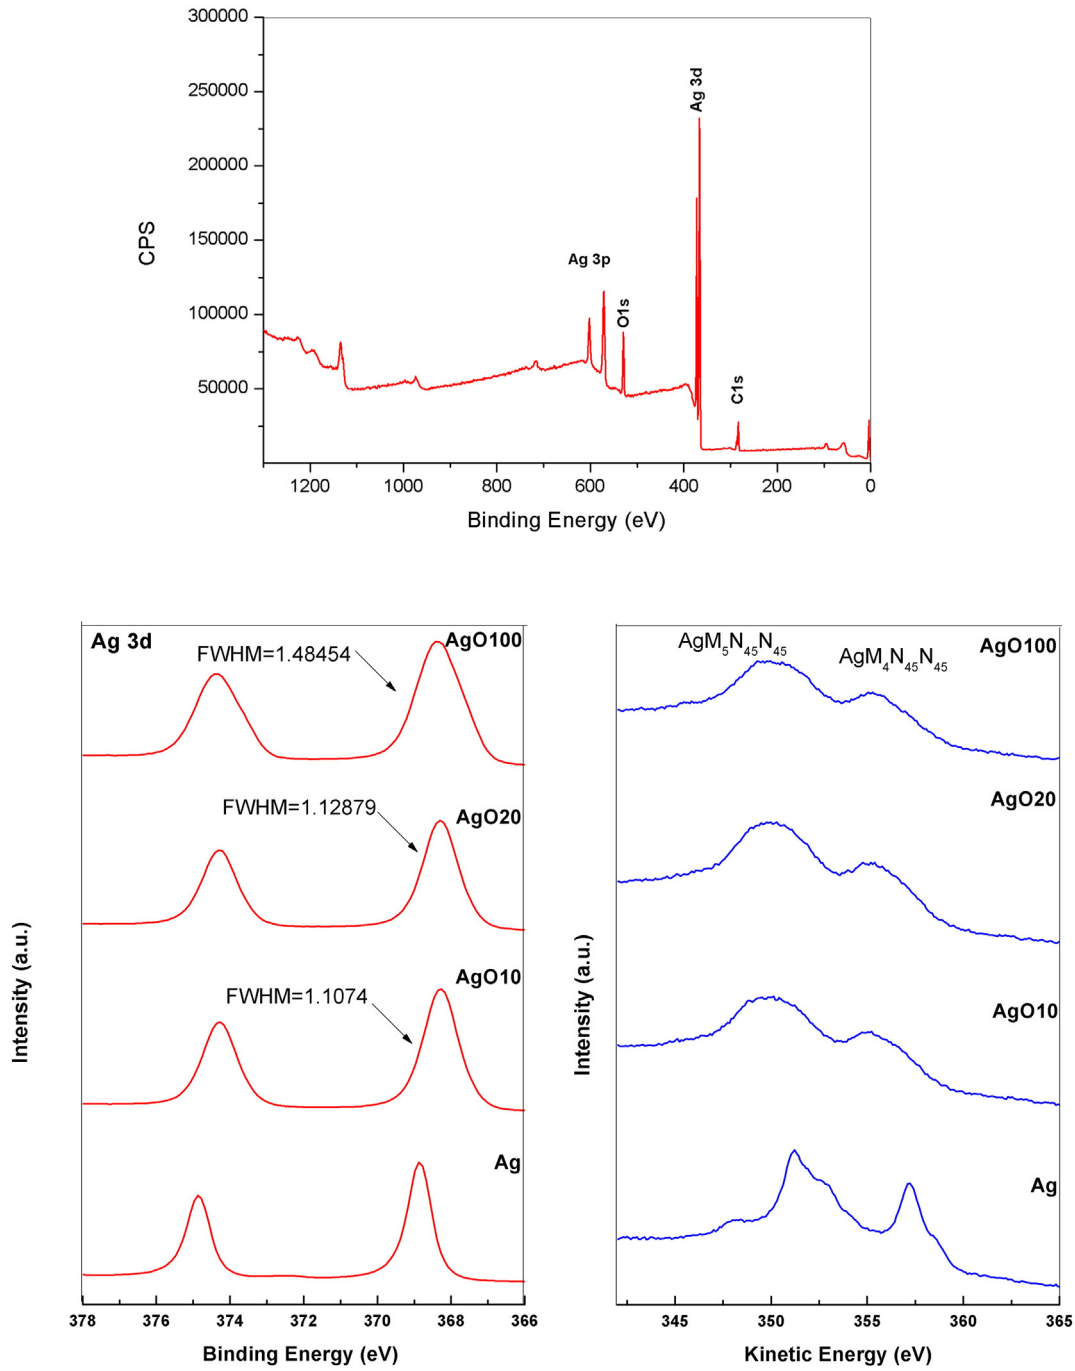 300000
250000
200000
150000
100000
50000
CPS
Ag 3d
Ag 3p
O1s
C1s
1200 1000 800 600 400 200 0
Binding Energy (eV)
Ag 3d
AgO100
FWHM=1.48454
AgO20
FWHM=1.12879
AgO10
FWHM=1.1074
Ag
Intensity (a.u.)
378 376 374 372 370 368 366
Binding Energy (eV)
AgM5N45N45
AgM4N45N45
AgO100
AgO20
AgO10
Ag
Intensity (a.u.)
345 350 355 360 365
Kinetic Energy (eV)